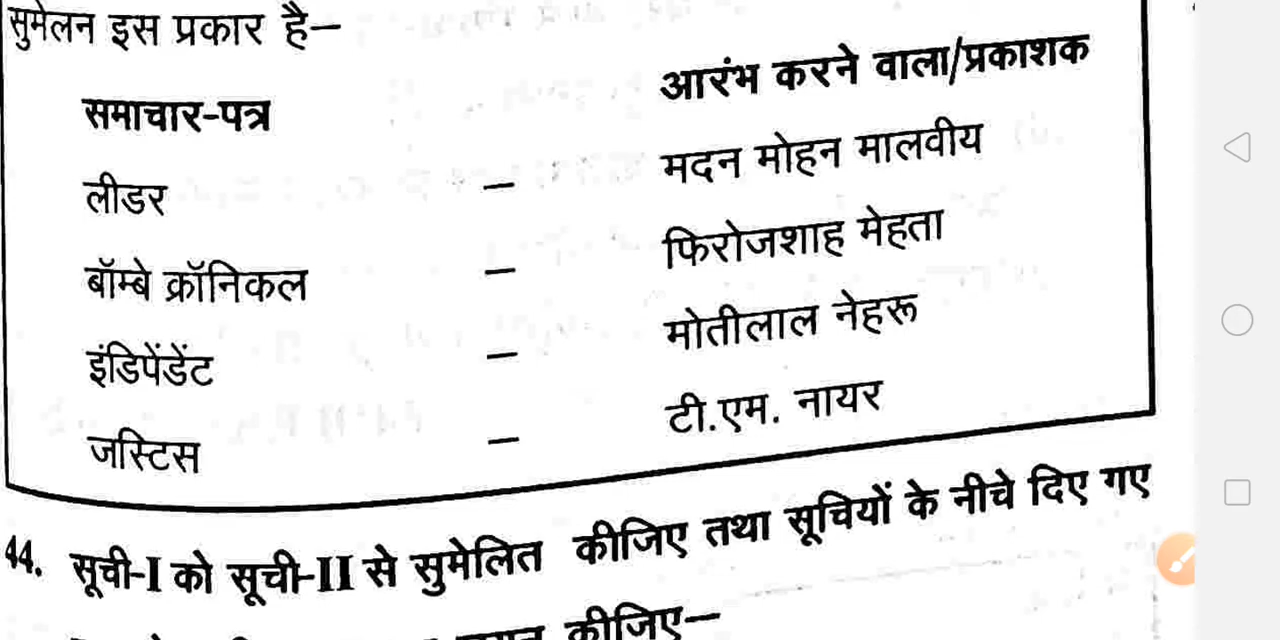 सुमेलन इस प्रकार है–
समाचार-पत्र आरंभ करने वाला/प्रकाशक
लीडर – मदन मोहन मालवीय
बॉम्बे क्रॉनिकल – फिरोजशाह मेहता
इंडिपेंडेंट – मोतीलाल नेहरू
जस्टिस – टी.एम. नायर
44. सूची-I को सूची-II से सुमेलित कीजिए तथा सूचियों के नीचे दिए गए
कीजिए–